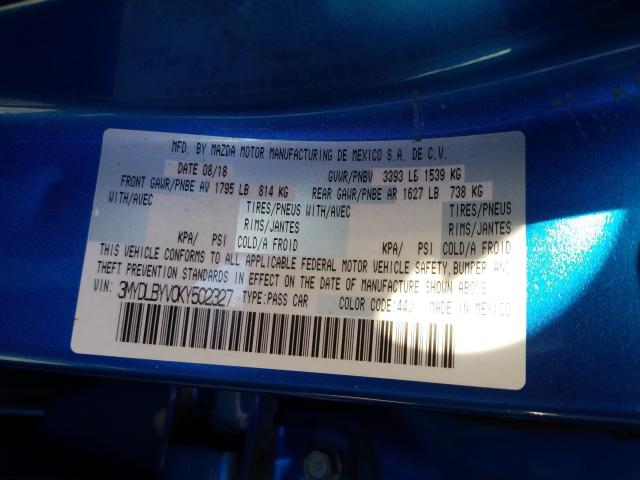 MFD. BY MAZDA MOTOR MANUFACTURING DE MEXICO S.A. DE C.V.
DATE 08/18 GVWR/PNBV 3393 LB 1539 KG
FRONT GAWR/PNBE AV 1795 LB 814 KG REAR GAWR/PNBE AR 1627 LB 738 KG
WITH/AVEC TIRES/PNEUS WITH/AVEC TIRES/PNEUS
RIMS/JANTES RIMS/JANTES
KPA/ PSI COLD/A FROID KPA/ PSI COLD/A FROID
THIS VEHICLE CONFORMS TO ALL APPLICABLE FEDERAL MOTOR VEHICLE SAFETY, BUMPER AND
THEFT PREVENTION STANDARDS IN EFFECT ON THE DATE OF MANUFACTURE SHOWN ABOVE.
VIN: 3MYDLBYV0KY502327 TYPE:PASS CAR COLOR CODE:44J MADE IN MEXICO